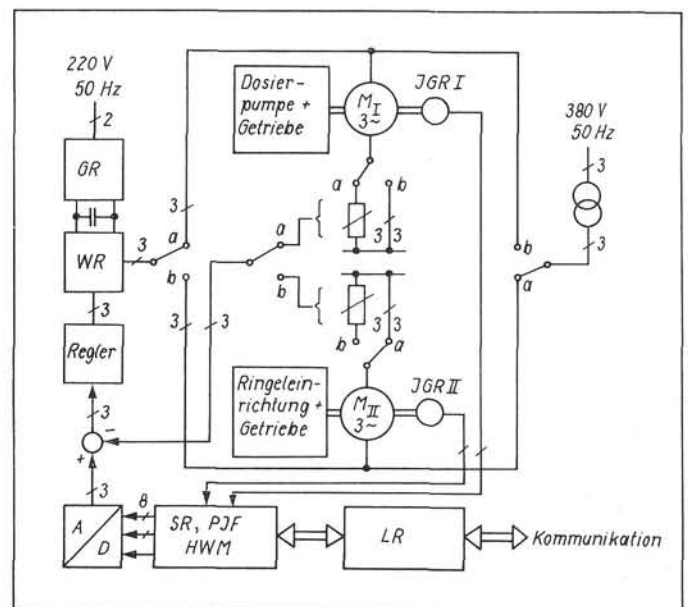 220 V
50 Hz
2
GR
WR
3
a
b
3
3
3
3
Regler
3
+
−
3
A
D
8
SR, PJF
HWM
LR
Kommunikation
Dosier-
pumpe +
Getriebe
M I
3~
JGR I
a
b
3
3
a
b
3
3
b
a
Ringelein-
richtung +
Getriebe
M II
3~
JGR II
380 V
50 Hz
3
3
b
a